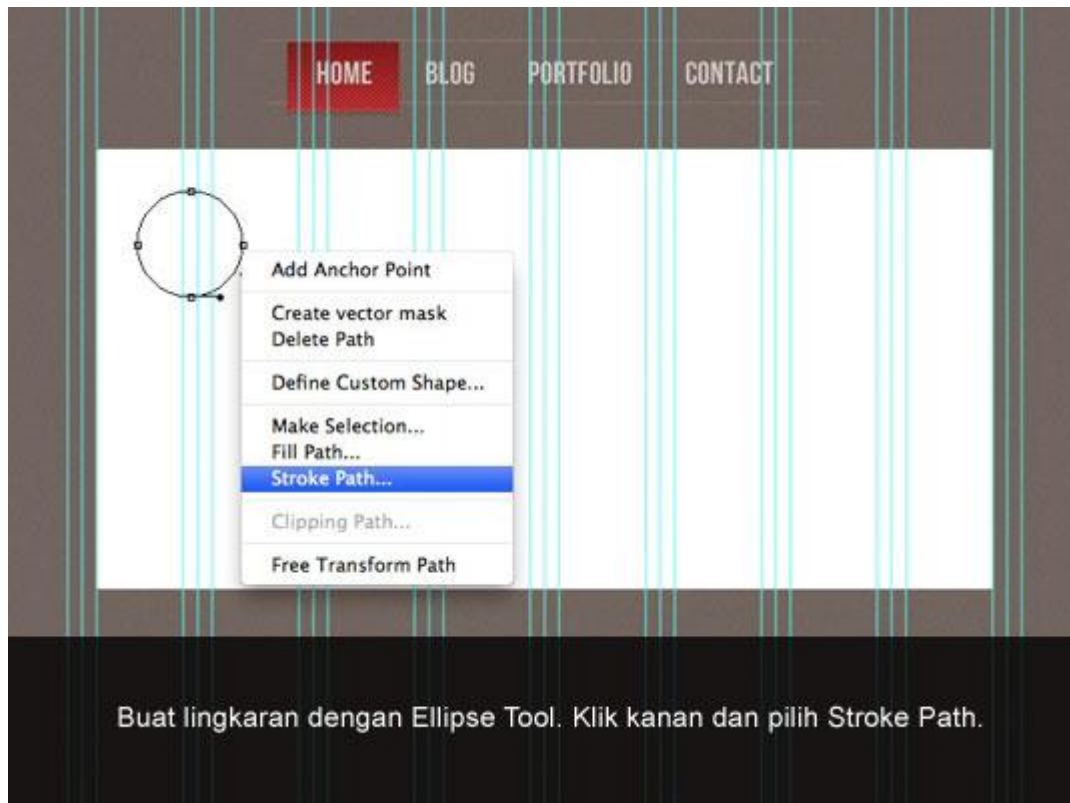 HOME BLOG PORTFOLIO CONTACT
Add Anchor Point
Create vector mask
Delete Path
Define Custom Shape...
Make Selection...
Fill Path...
Stroke Path...
Clipping Path...
Free Transform Path
Buat lingkaran dengan Ellipse Tool. Klik kanan dan pilih Stroke Path.